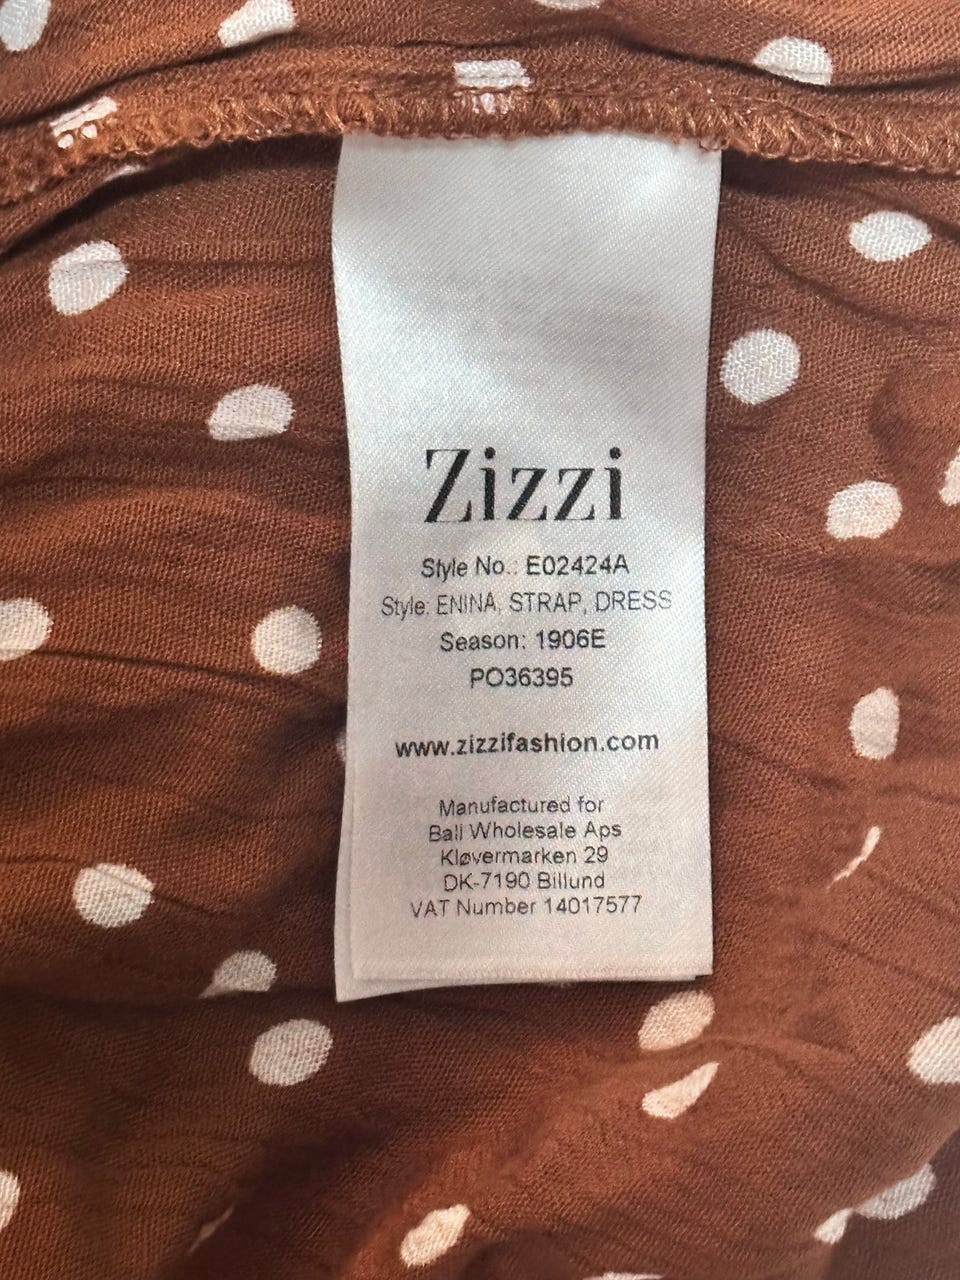 Zizzi
Style No.: E02424A
Style: ENINA, STRAP, DRESS
Season: 1906E
PO36395
www.zizzifashion.com
Manufactured for
Ball Wholesale Aps
Kløvermarken 29
DK-7190 Billund
VAT Number 14017577